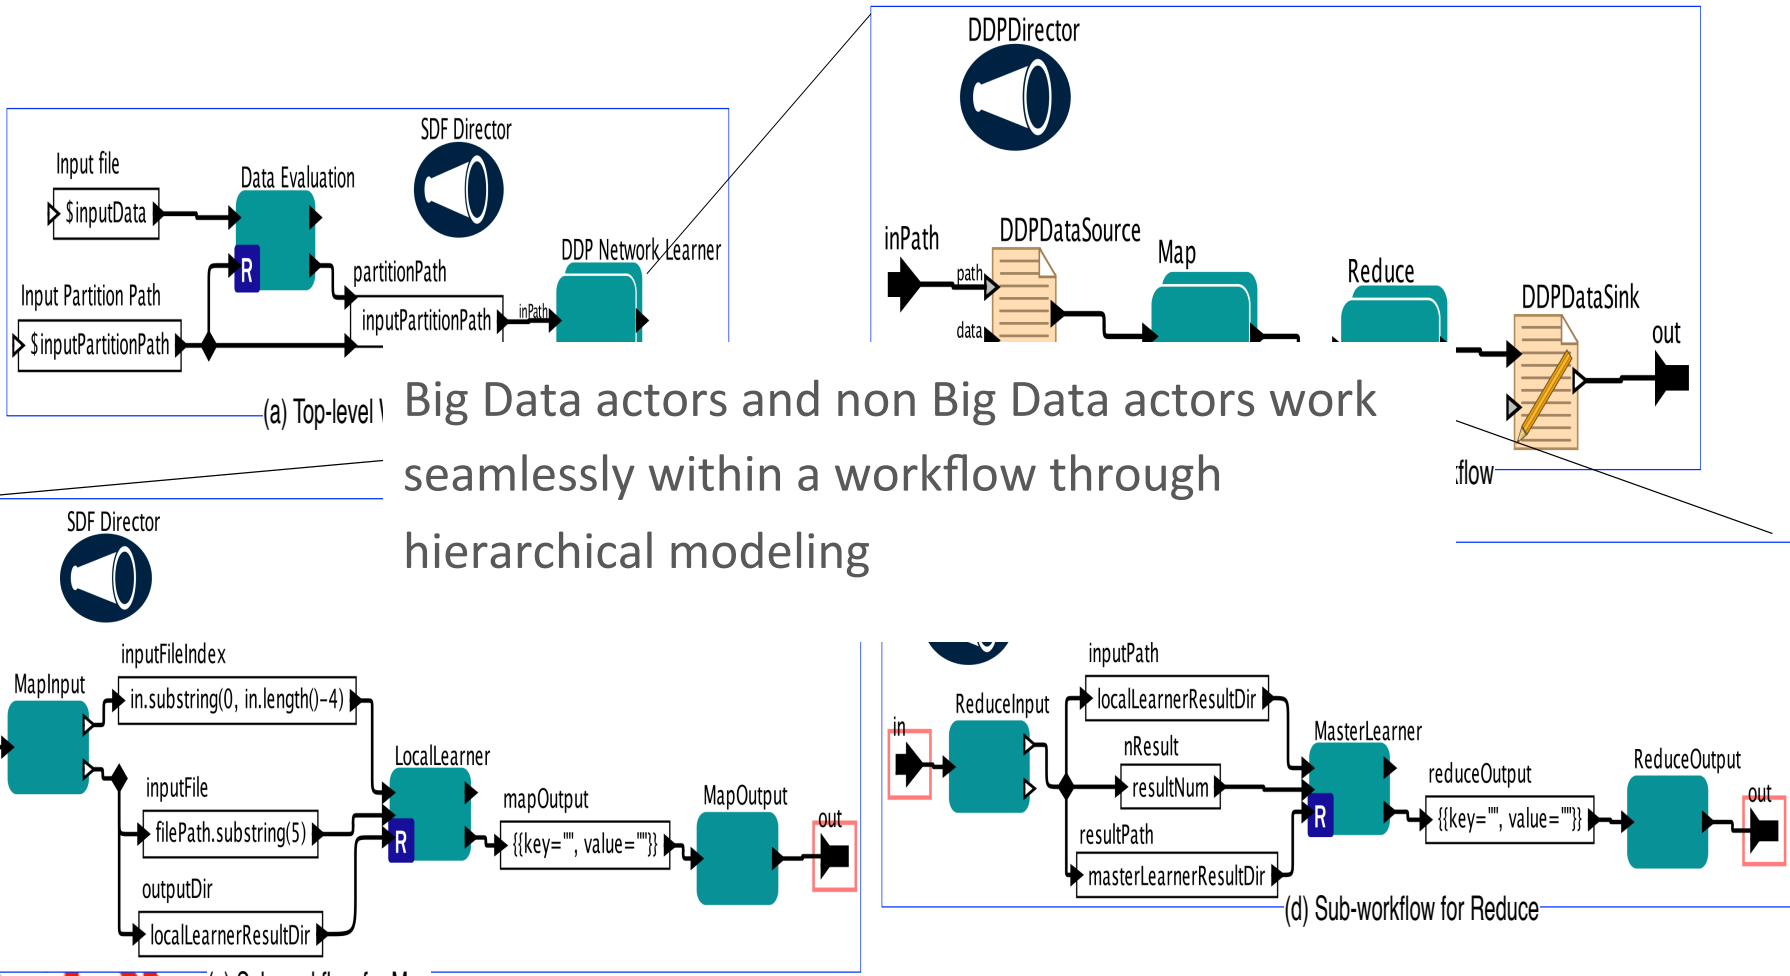 SDF Director
Input file
$inputData
Data Evaluation
R
DDP Network Learner
partitionPath
Input Partition Path
inputPartitionPath
inPath
$inputPartitionPath
(a) Top-level
DDPDirector
inPath
DDPDataSource
path
data
Map
Reduce
DDPDataSink
out
Big Data actors and non Big Data actors work
seamlessly within a workflow through
hierarchical modeling
SDF Director
inputFileIndex
MapInput
in.substring(0, in.length()-4)
LocalLearner
inputFile
filePath.substring(5)
R
mapOutput
{{key="", value=""}}
MapOutput
out
outputDir
localLearnerResultDir
inputPath
ReduceInput
localLearnerResultDir
in
nResult
resultNum
MasterLearner
R
reduceOutput
{{key="", value=""}}
ReduceOutput
out
resultPath
masterLearnerResultDir
(d) Sub-workflow for Reduce